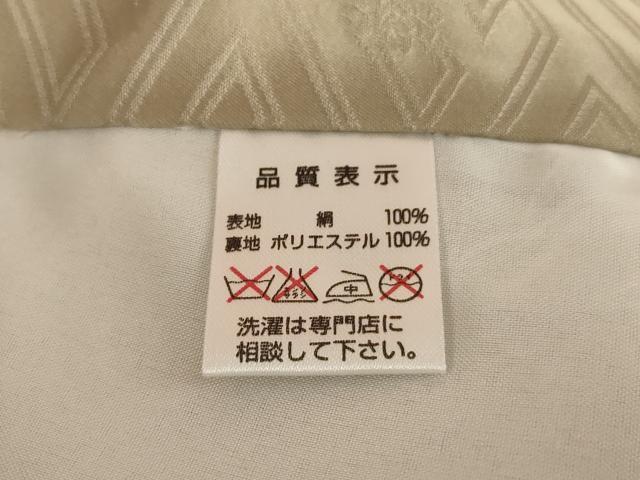 品質表示
表地 絹 100%
裏地 ポリエステル 100%
中
洗濯は専門店に
相談して下さい。